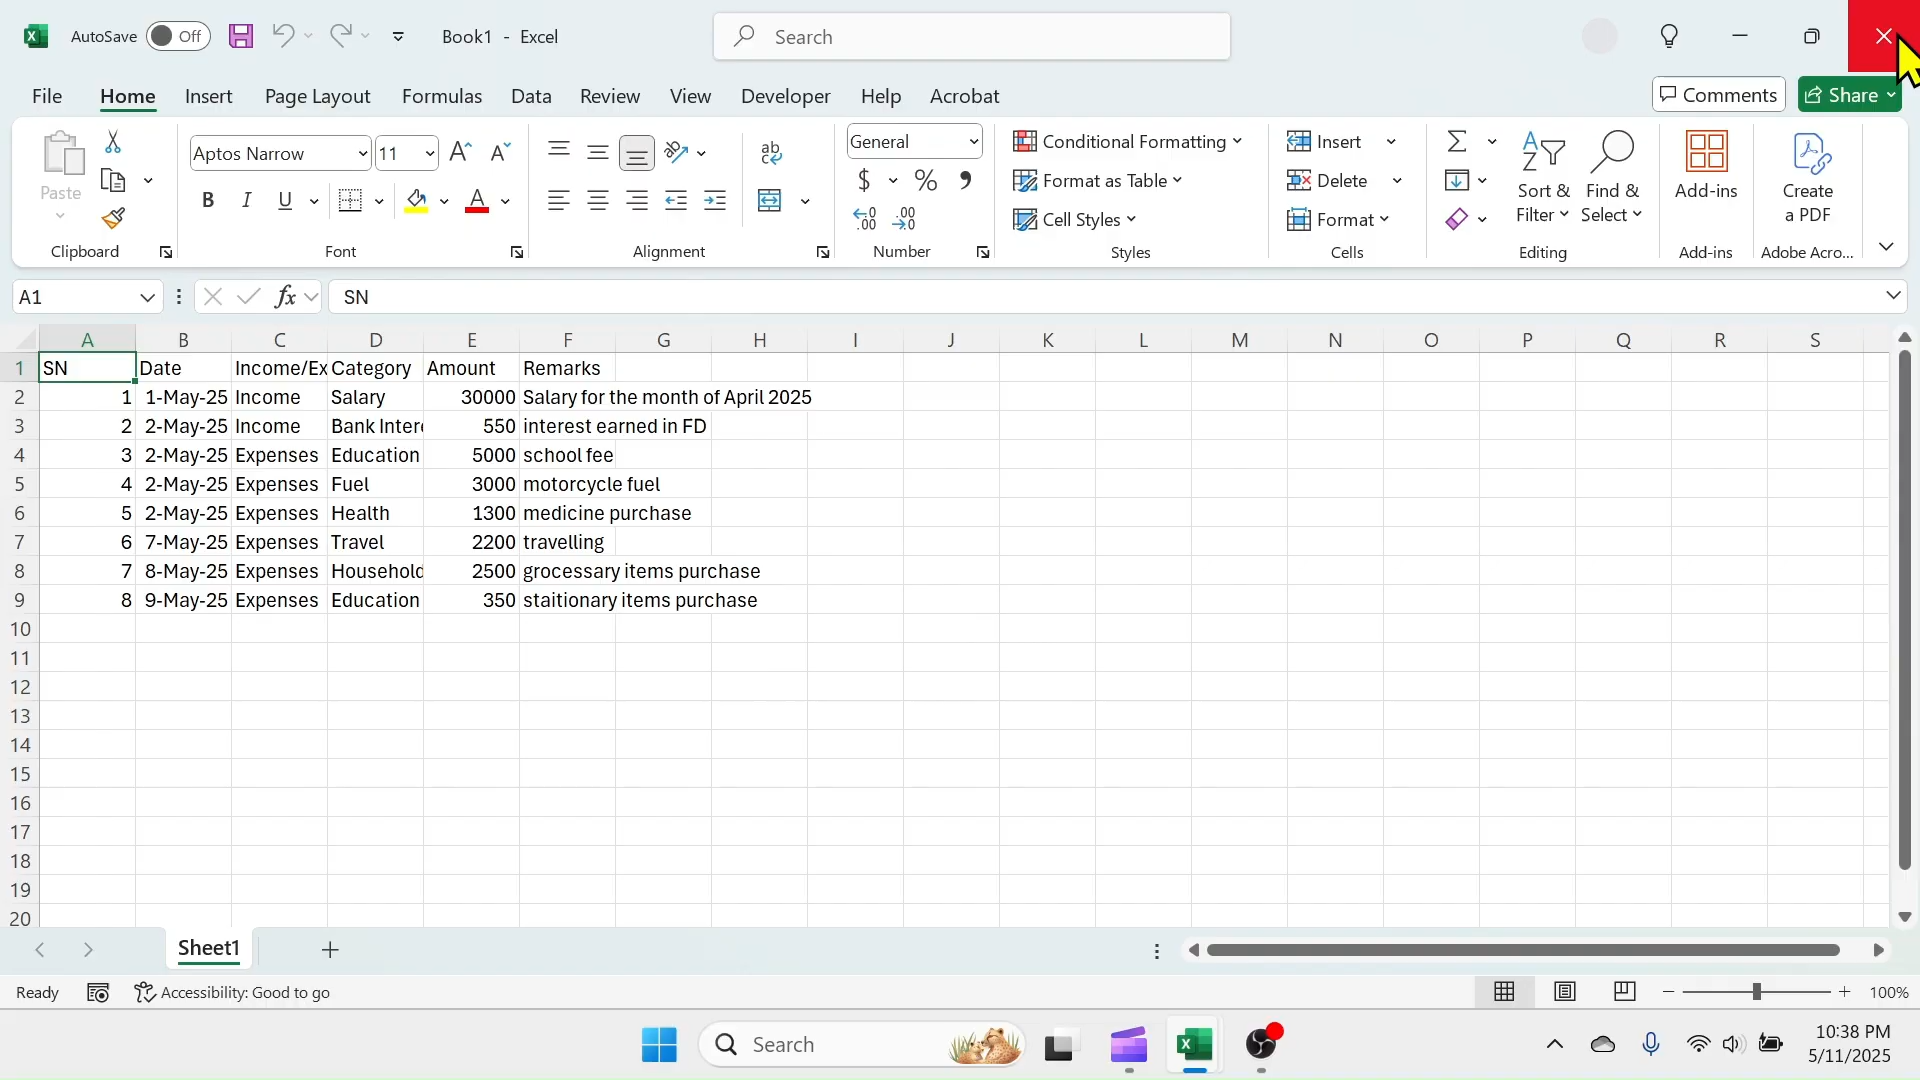 AutoSave Off Book1 - Excel Search
File Home Insert Page Layout Formulas Data Review View Developer Help Acrobat Comments Share
Paste
Clipboard
Aptos Narrow 11
B I U A
Font
ab
Alignment
General
$ %
Number
Conditional Formatting
Format as Table
Cell Styles
Styles
Insert
Delete
Format
Cells
Sort & Filter
Find & Select
Editing
Add-ins
Add-ins
Create a PDF
Adobe Acro...
A1 fx SN
A B C D E F G H I J K L M N O P Q R S
1 SN Date Income/Ex Category Amount Remarks
2 1 1-May-25 Income Salary 30000 Salary for the month of April 2025
3 2 2-May-25 Income Bank Inter 550 interest earned in FD
4 3 2-May-25 Expenses Education 5000 school fee
5 4 2-May-25 Expenses Fuel 3000 motorcycle fuel
6 5 2-May-25 Expenses Health 1300 medicine purchase
7 6 7-May-25 Expenses Travel 2200 travelling
8 7 8-May-25 Expenses Household 2500 grocessary items purchase
9 8 9-May-25 Expenses Education 350 staitionary items purchase
10
11
12
13
14
15
16
17
18
19
20
Sheet1
Ready Accessibility: Good to go 100%
Search 10:38 PM
5/11/2025